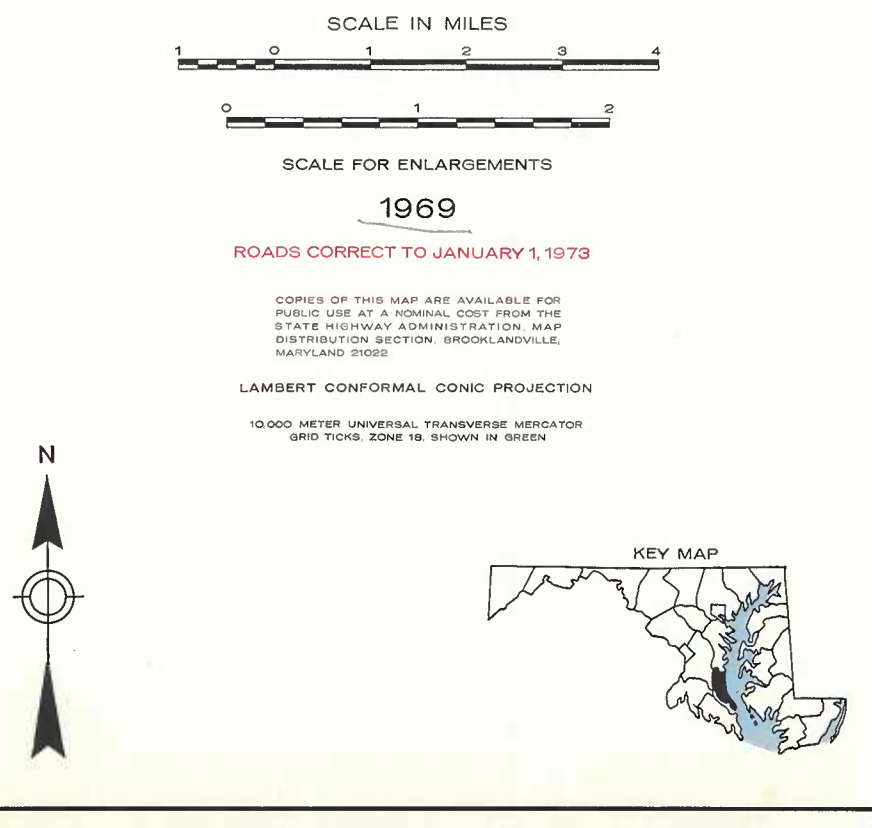 SCALE IN MILES
1 0 1 2 3 4
0 1 2
SCALE FOR ENLARGEMENTS
1969
ROADS CORRECT TO JANUARY 1, 1973
COPIES OF THIS MAP ARE AVAILABLE FOR
PUBLIC USE AT A NOMINAL COST FROM THE
STATE HIGHWAY ADMINISTRATION, MAP
DISTRIBUTION SECTION, BROOKLANDVILLE,
MARYLAND 21022
LAMBERT CONFORMAL CONIC PROJECTION
10,000 METER UNIVERSAL TRANSVERSE MERCATOR
GRID TICKS, ZONE 18, SHOWN IN GREEN
N
KEY MAP